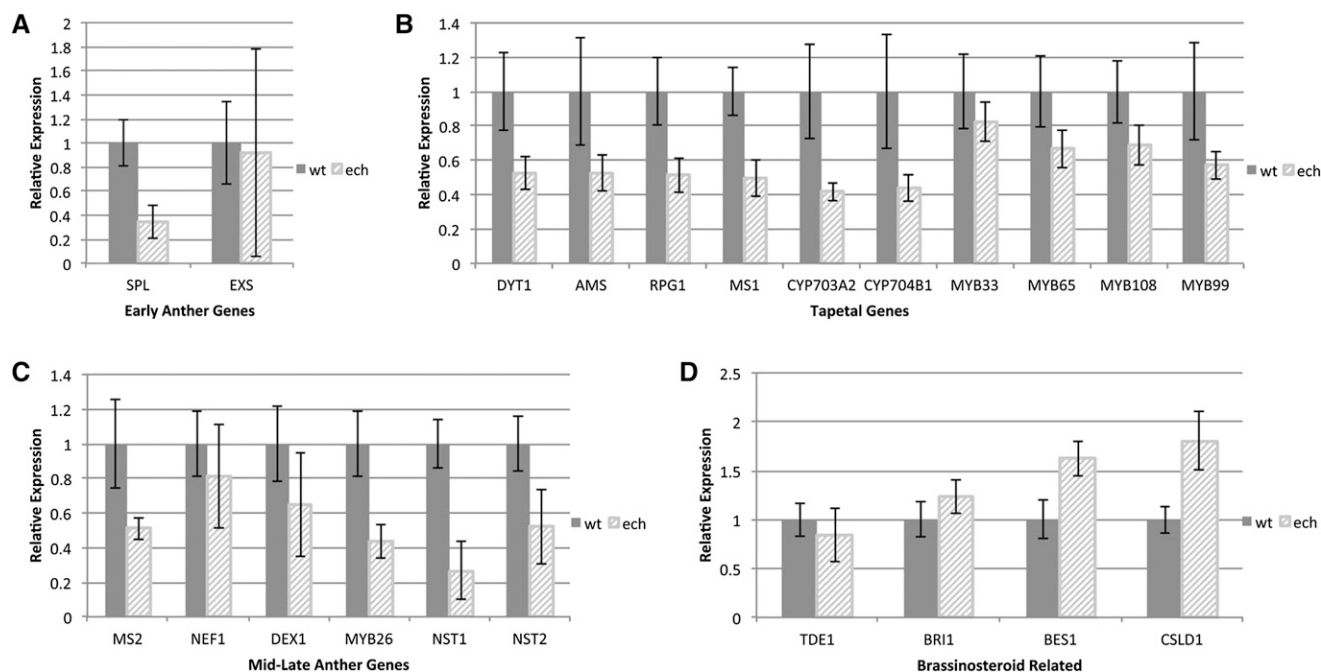 A
2
1.8
1.6
1.4
1.2
1
0.8
0.6
0.4
0.2
0
Relative Expression
SPL EXS
Early Anther Genes
wt ech
B
1.4
1.2
1
0.8
0.6
0.4
0.2
0
Relative Expression
DYT1 AMS RPG1 MS1 CYP703A2 CYP704B1 MYB33 MYB65 MYB108 MYB99
Tapetal Genes
wt ech
C
1.4
1.2
1
0.8
0.6
0.4
0.2
0
Relative Expression
MS2 NEF1 DEX1 MYB26 NST1 NST2
Mid-Late Anther Genes
wt ech
D
2.5
2
1.5
1
0.5
0
Relative Expression
TDE1 BRI1 BES1 CSLD1
Brassinosteroid Related
wt ech